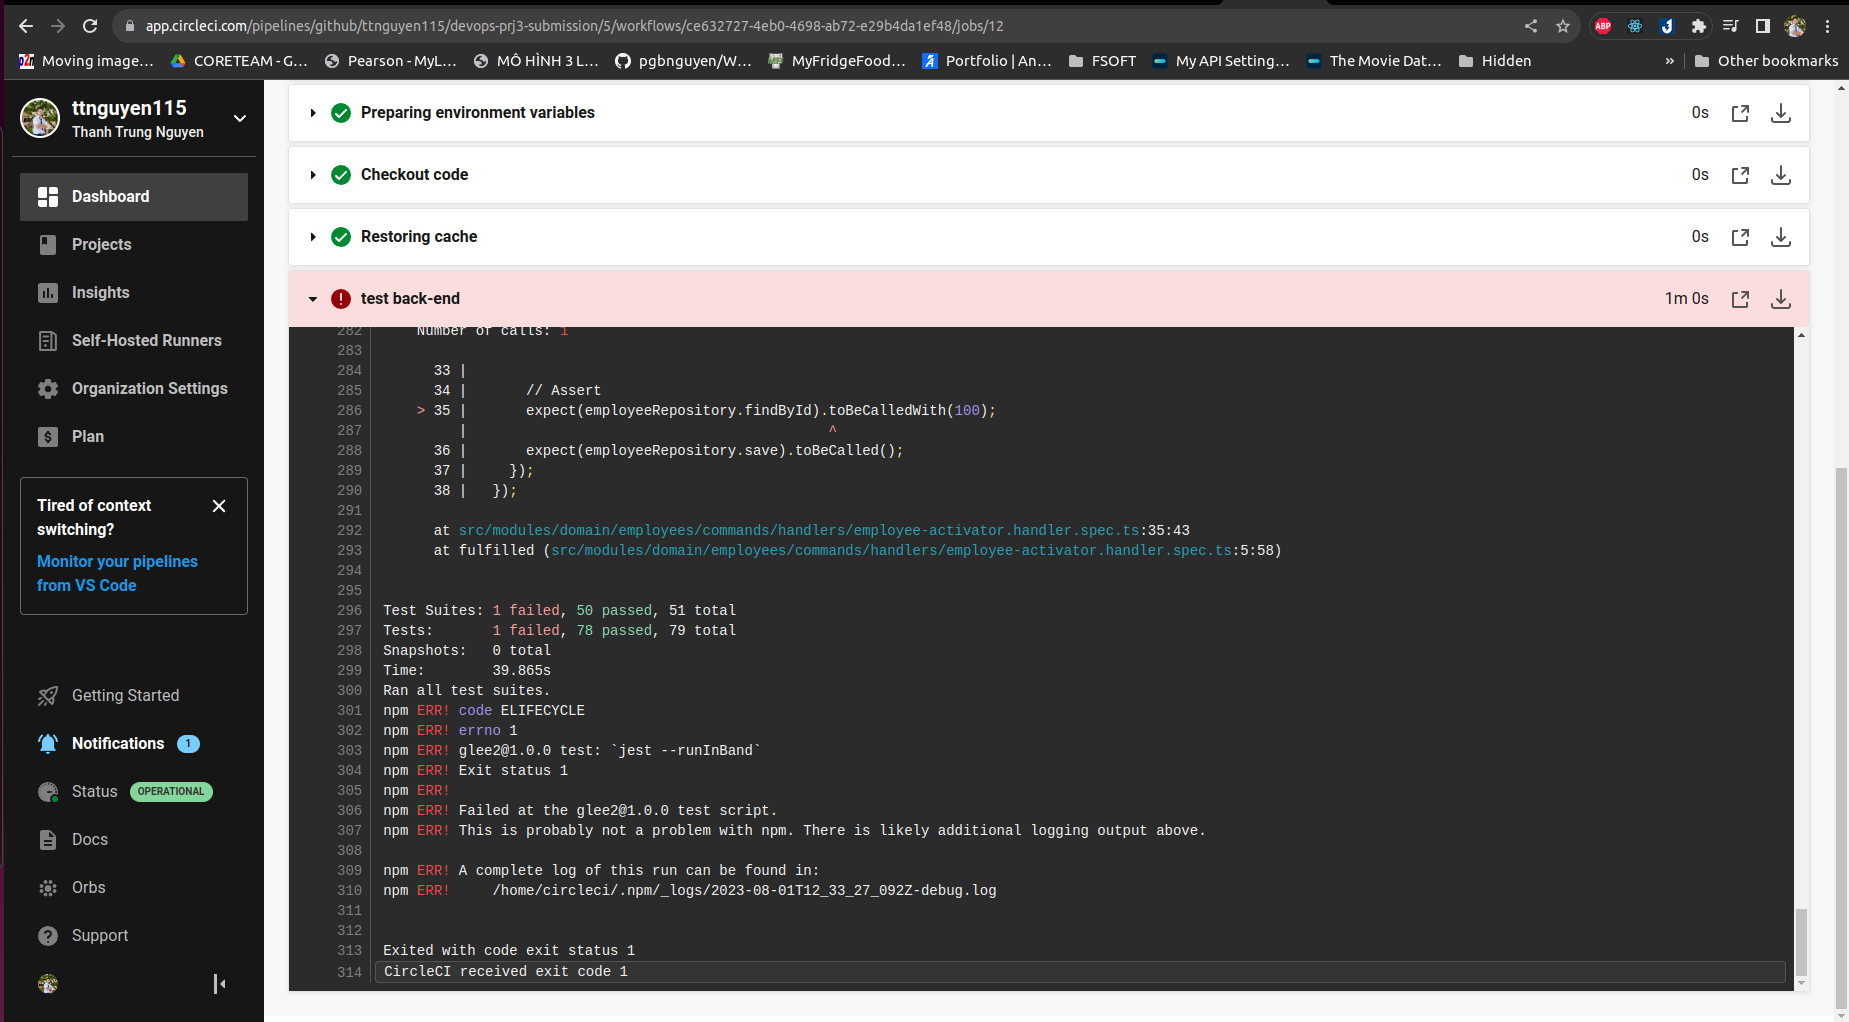 app.circleci.com/pipelines/github/ttnguyen115/devops-prj3-submission/5/workflows/ce632727-4eb0-4698-ab72-e29b4da1ef48/jobs/12
ABP
Moving image... CORETEAM - G... Pearson - MyL... MÔ HÌNH 3 L... pgbnguyen/W... MyFridgeFood... Portfolio | An... FSOFT My API Setting... The Movie Dat... Hidden » Other bookmarks
ttnguyen115
Thanh Trung Nguyen
Dashboard
Projects
Insights
Self-Hosted Runners
Organization Settings
Plan
Tired of context
switching?
Monitor your pipelines
from VS Code
Getting Started
Notifications 1
Status OPERATIONAL
Docs
Orbs
Support
Preparing environment variables 0s
Checkout code 0s
Restoring cache 0s
test back-end 1m 0s
282 Number of calls: 1
283
284 33 |
285 34 | // Assert
286 > 35 | expect(employeeRepository.findById).toBeCalledWith(100);
287 | ^
288 36 | expect(employeeRepository.save).toBeCalled();
289 37 | });
290 38 | });
291
292 at src/modules/domain/employees/commands/handlers/employee-activator.handler.spec.ts:35:43
293 at fulfilled (src/modules/domain/employees/commands/handlers/employee-activator.handler.spec.ts:5:58)
294
295
296 Test Suites: 1 failed, 50 passed, 51 total
297 Tests: 1 failed, 78 passed, 79 total
298 Snapshots: 0 total
299 Time: 39.865s
300 Ran all test suites.
301 npm ERR! code ELIFECYCLE
302 npm ERR! errno 1
303 npm ERR! glee2@1.0.0 test: `jest --runInBand`
304 npm ERR! Exit status 1
305 npm ERR!
306 npm ERR! Failed at the glee2@1.0.0 test script.
307 npm ERR! This is probably not a problem with npm. There is likely additional logging output above.
308
309 npm ERR! A complete log of this run can be found in:
310 npm ERR! /home/circleci/.npm/_logs/2023-08-01T12_33_27_092Z-debug.log
311
312
313 Exited with code exit status 1
314 CircleCI received exit code 1